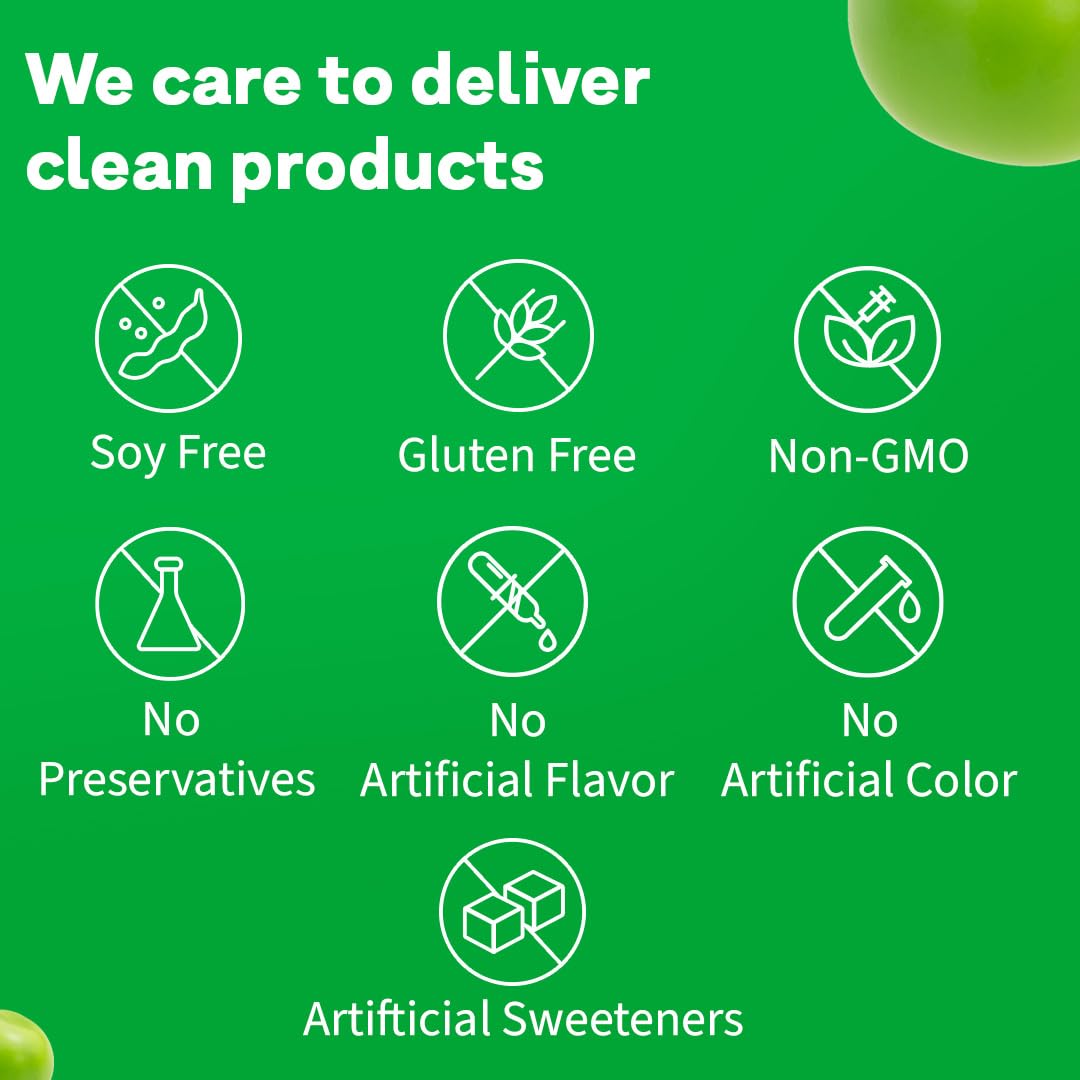 We care to deliver
clean products
Soy Free
Gluten Free
Non-GMO
No
Preservatives
No
Artificial Flavor
No
Artificial Color
Artifticial Sweeteners